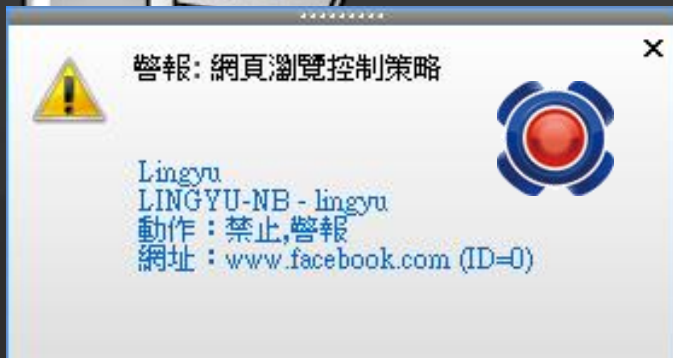 警報: 網頁瀏覽控制策略
Lingyu
LINGYU-NB - lingyu
動作：禁止,警報
網址：www.facebook.com (ID=0)